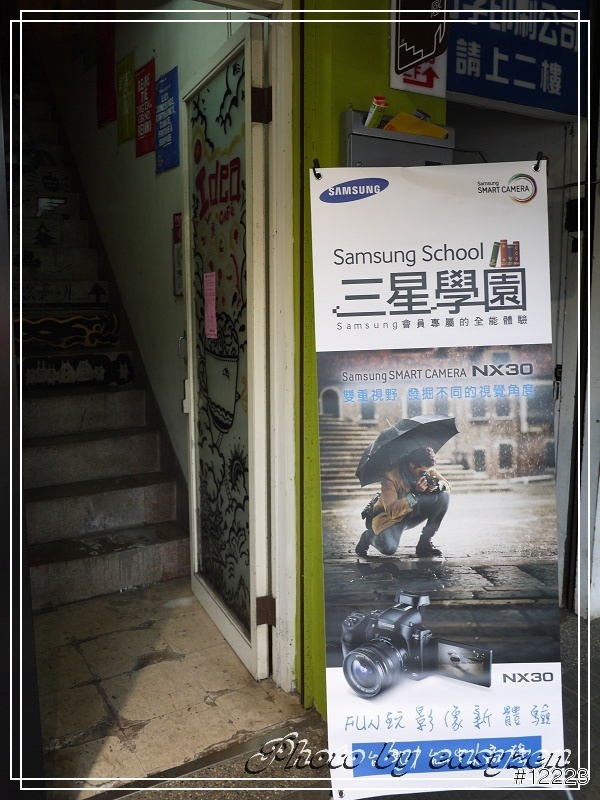 請上二樓
SAMSUNG
Samsung
SMART CAMERA
Idea
CAFE
Samsung School
三星學園
Samsung會員專屬的全能體驗
Samsung SMART CAMERA NX30
雙重視野 發掘不同的視覺角度
NX30
FUN玩影像新體驗
Photo by easyzen
#12223